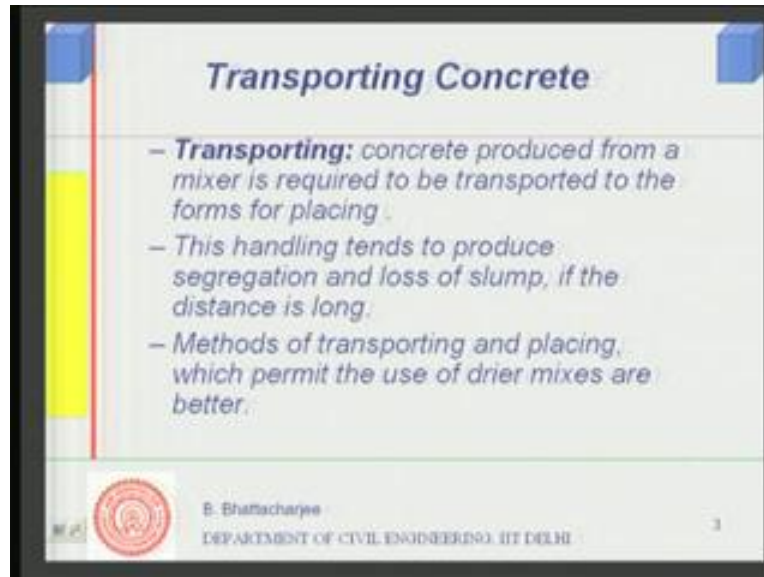 Transporting Concrete
– Transporting: concrete produced from a
mixer is required to be transported to the
forms for placing .
– This handling tends to produce
segregation and loss of slump, if the
distance is long.
– Methods of transporting and placing,
which permit the use of drier mixes are
better.
B. Bhattacharjee
DEPARTMENT OF CIVIL ENGINEERING, IIT DELHI
3